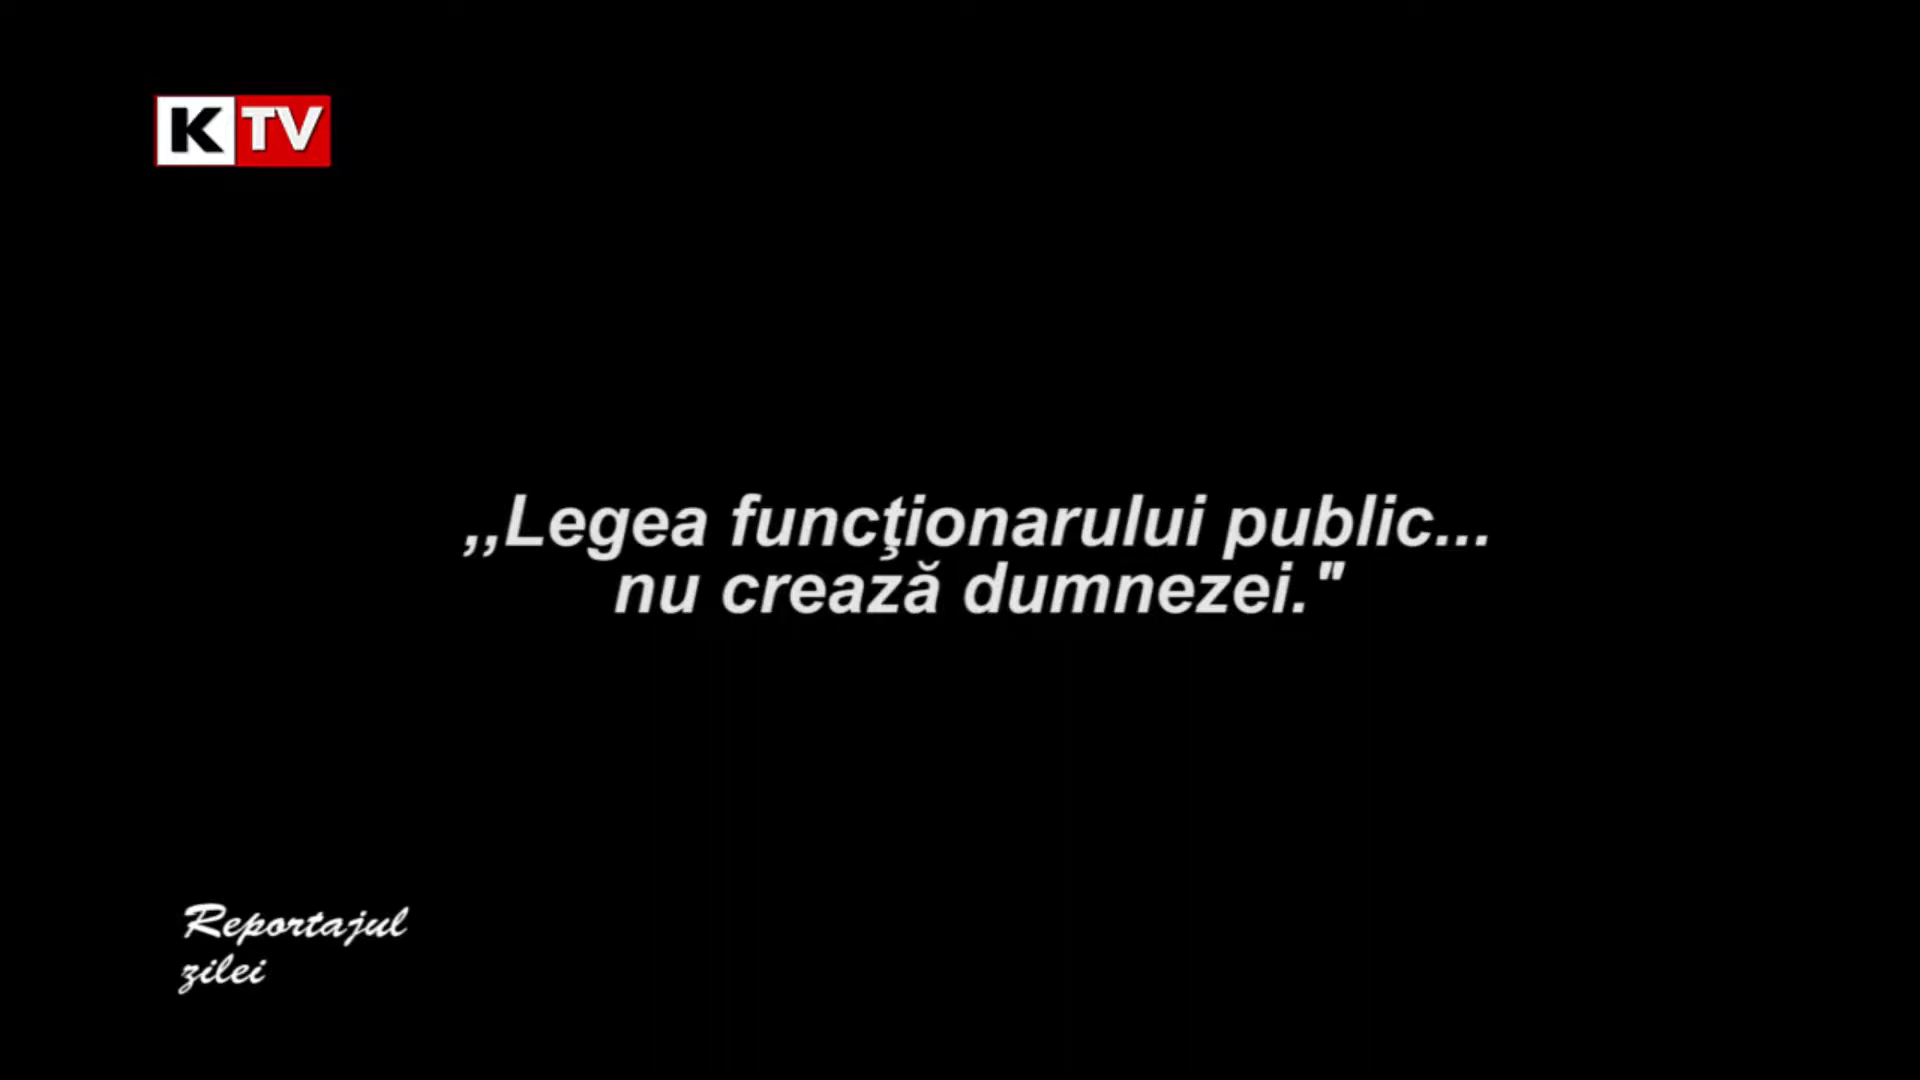 KTV
,,Legea funcţionarului public...
nu crează dumnezei."
Reportajul
zilei